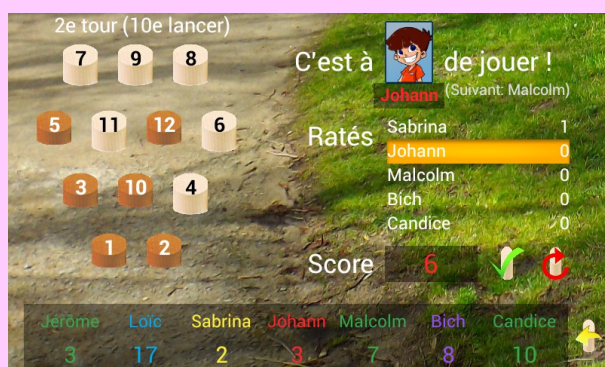 2e tour (10e lancer)
7 9 8
5 11 12 6
3 10 4
1 2
C'est à Johann de jouer !
(Suivant: Malcolm)
Ratés
Sabrina 1
Johann 0
Malcolm 0
Bich 0
Candice 0
Score 6
Jérôme Loïc Sabrina Johann Malcolm Bich Candice
3 17 2 3 7 8 10